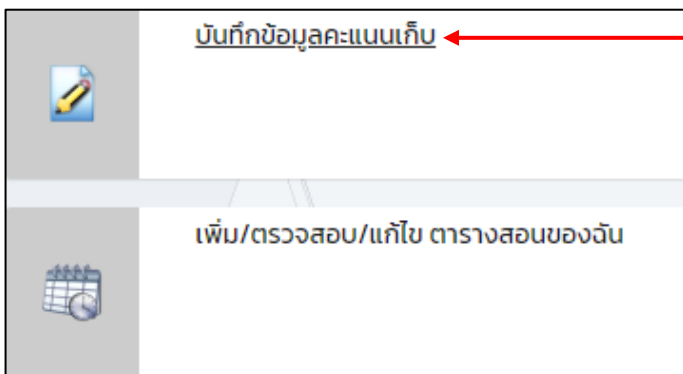 บันทึกข้อมูลคะแนนเก็บ
เพิ่ม/ตรวจสอบ/แก้ไข ตารางสอนของฉัน